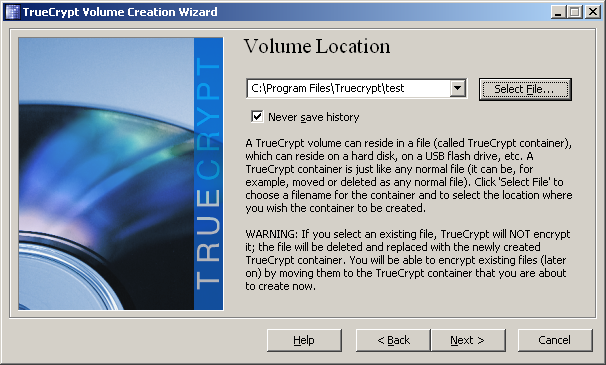 TrueCrypt Volume Creation Wizard
TRUECRYPT
Volume Location
C:\Program Files\Truecrypt\test
Select File...
Never save history
A TrueCrypt volume can reside in a file (called TrueCrypt container),
which can reside on a hard disk, on a USB flash drive, etc. A
TrueCrypt container is just like any normal file (it can be, for
example, moved or deleted as any normal file). Click 'Select File' to
choose a filename for the container and to select the location where
you wish the container to be created.
WARNING: If you select an existing file, TrueCrypt will NOT encrypt
it; the file will be deleted and replaced with the newly created
TrueCrypt container. You will be able to encrypt existing files (later
on) by moving them to the TrueCrypt container that you are about
to create now.
Help
< Back
Next >
Cancel